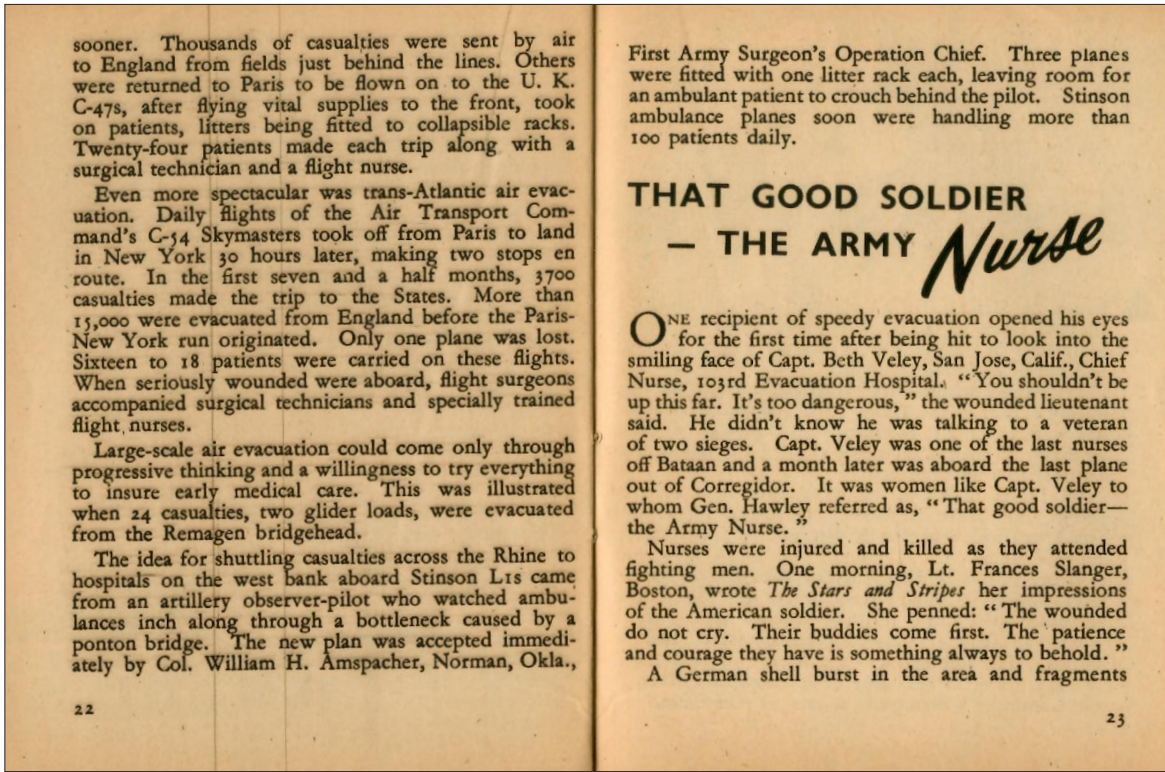 sooner. Thousands of casualties were sent by air
to England from fields just behind the lines. Others
were returned to Paris to be flown on to the U. K.
C-47s, after flying vital supplies to the front, took
on patients, litters being fitted to collapsible racks.
Twenty-four patients made each trip along with a
surgical technician and a flight nurse.
Even more spectacular was trans-Atlantic air evac-
uation. Daily flights of the Air Transport Com-
mand's C-54 Skymasters took off from Paris to land
in New York 30 hours later, making two stops en
route. In the first seven and a half months, 3700
casualties made the trip to the States. More than
15,000 were evacuated from England before the Paris-
New York run originated. Only one plane was lost.
Sixteen to 18 patients were carried on these flights.
When seriously wounded were aboard, flight surgeons
accompanied surgical technicians and specially trained
flight nurses.
Large-scale air evacuation could come only through
progressive thinking and a willingness to try everything
to insure early medical care. This was illustrated
when 24 casualties, two glider loads, were evacuated
from the Remagen bridgehead.
The idea for shuttling casualties across the Rhine to
hospitals on the west bank aboard Stinson L1s came
from an artillery observer-pilot who watched ambu-
lances inch along through a bottleneck caused by a
ponton bridge. The new plan was accepted immedi-
ately by Col. William H. Amspacher, Norman, Okla.,
22
First Army Surgeon's Operation Chief. Three planes
were fitted with one litter rack each, leaving room for
an ambulant patient to crouch behind the pilot. Stinson
ambulance planes soon were handling more than
100 patients daily.
THAT GOOD SOLDIER
— THE ARMY Nurse
ONE recipient of speedy evacuation opened his eyes
for the first time after being hit to look into the
smiling face of Capt. Beth Veley, San Jose, Calif., Chief
Nurse, 103rd Evacuation Hospital. “You shouldn't be
up this far. It's too dangerous, ” the wounded lieutenant
said. He didn't know he was talking to a veteran
of two sieges. Capt. Veley was one of the last nurses
off Bataan and a month later was aboard the last plane
out of Corregidor. It was women like Capt. Veley to
whom Gen. Hawley referred as, “ That good soldier—
the Army Nurse. ”
Nurses were injured and killed as they attended
fighting men. One morning, Lt. Frances Slanger,
Boston, wrote The Stars and Stripes her impressions
of the American soldier. She penned: “ The wounded
do not cry. Their buddies come first. The patience
and courage they have is something always to behold. ”
A German shell burst in the area and fragments
23